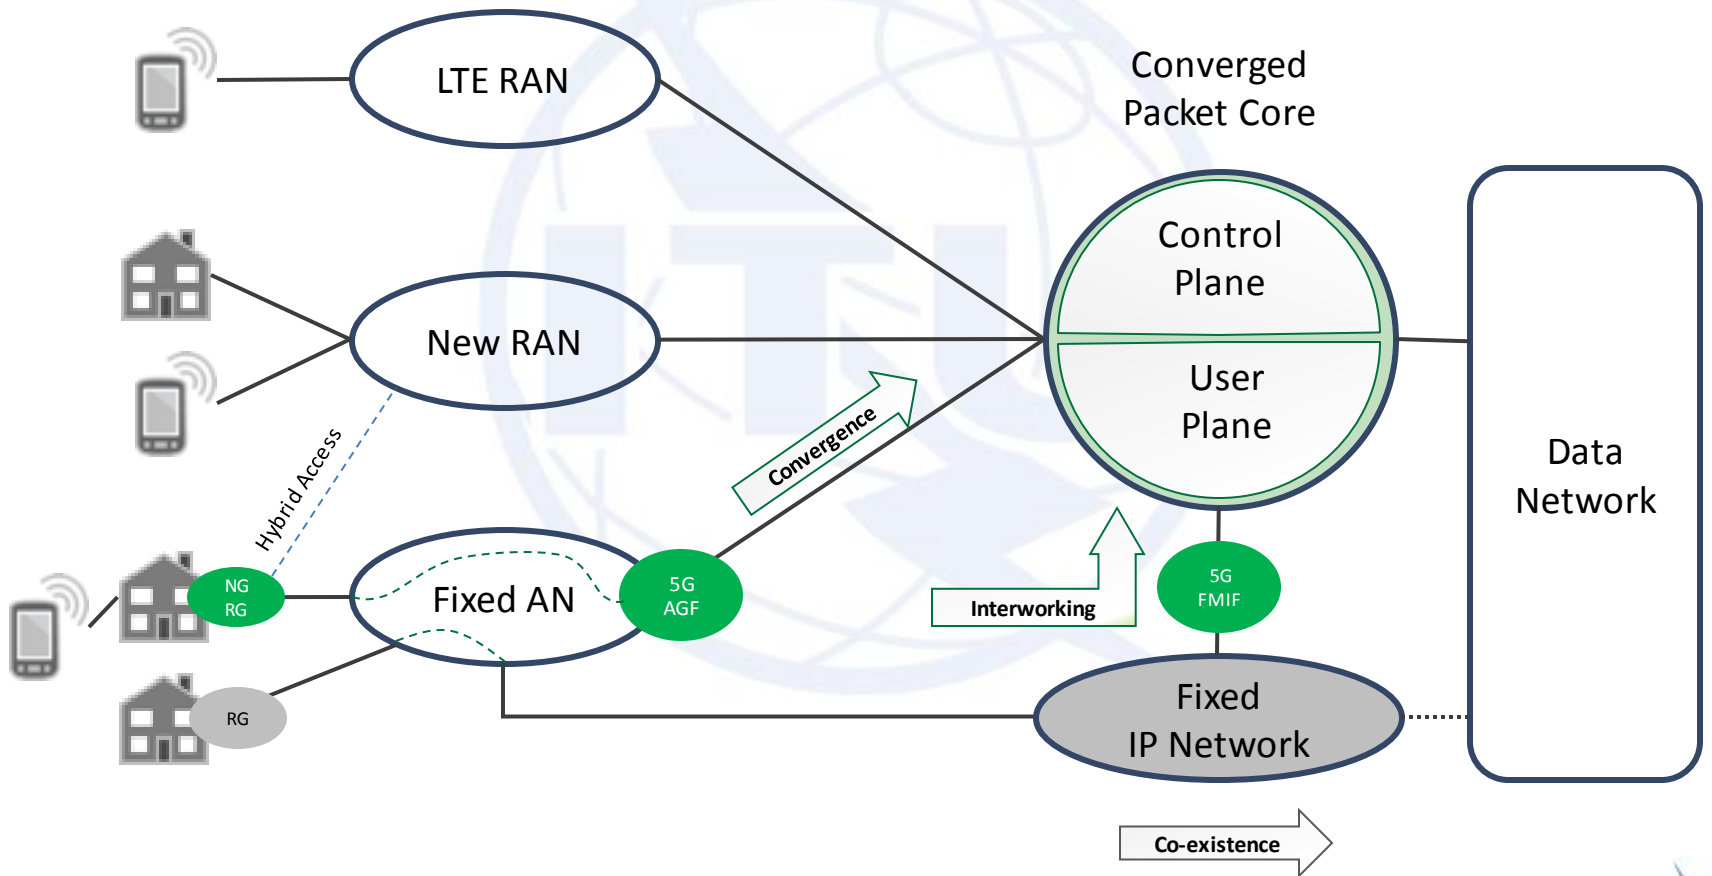 LTE RAN
Converged
Packet Core
Control
Plane
New RAN
User
Plane
Convergence
Data
Network
Hybrid Access
NG
RG
Fixed AN
5G
AGF
Interworking
5G
FMIF
RG
Fixed
IP Network
Co-existence
ITU